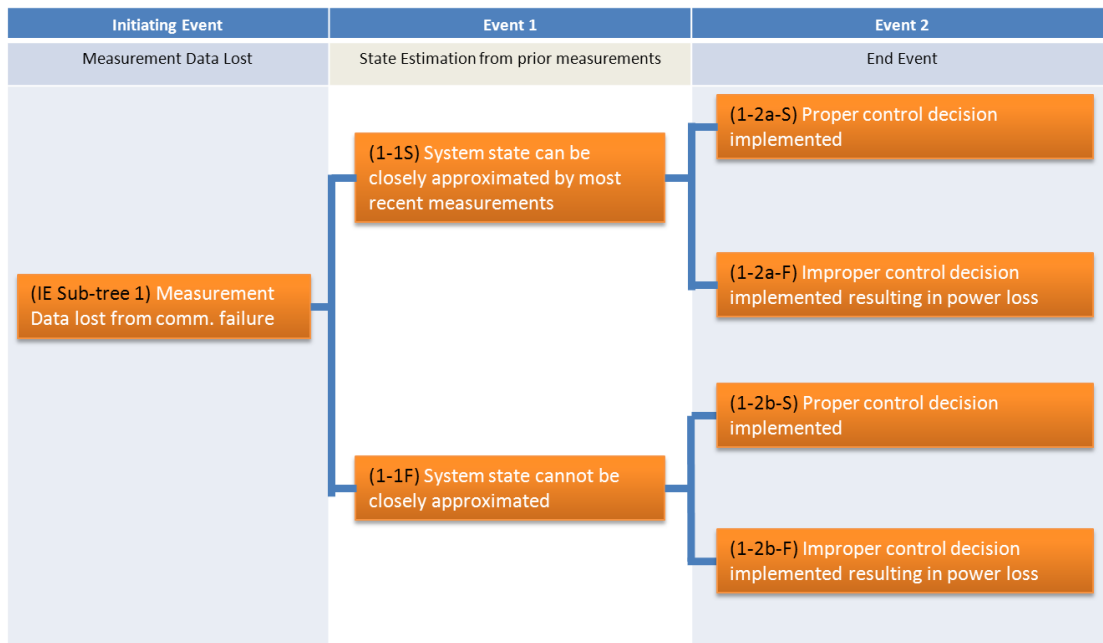 Initiating Event
Event 1
Event 2
Measurement Data Lost
State Estimation from prior measurements
End Event
(IE Sub-tree 1) Measurement
Data lost from comm. failure
(1-1S) System state can be
closely approximated by most
recent measurements
(1-1F) System state cannot be
closely approximated
(1-2a-S) Proper control decision
implemented
(1-2a-F) Improper control decision
implemented resulting in power loss
(1-2b-S) Proper control decision
implemented
(1-2b-F) Improper control decision
implemented resulting in power loss